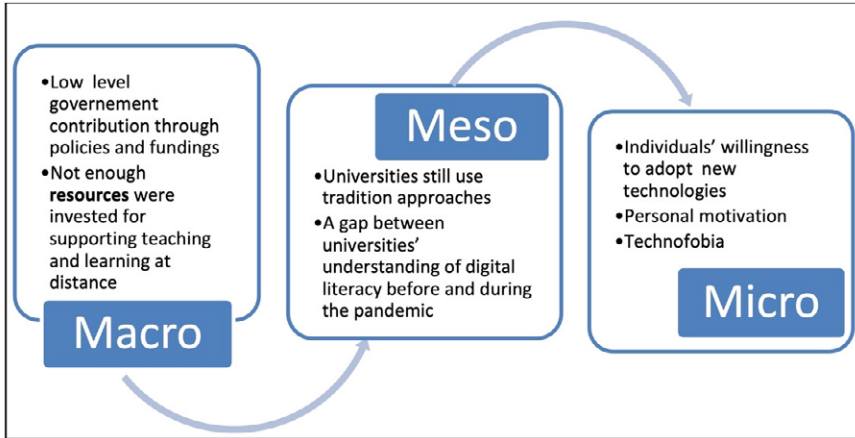 •Low level
governement
contribution through
policies and fundings
•Not enough
resources were
invested for
supporting teaching
and learning at
distance
Macro
Meso
•Universities still use
tradition approaches
•A gap between
universities'
understanding of digital
literacy before and during
the pandemic
•Individuals' willingness
to adopt new
technologies
•Personal motivation
•Technofobia
Micro